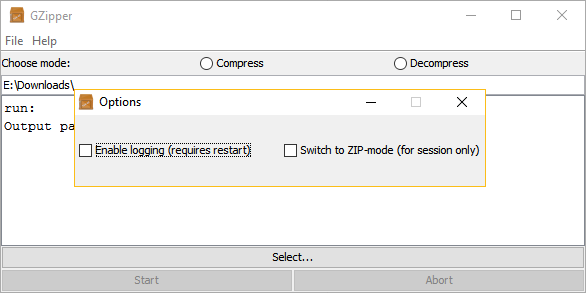 GZipper
File Help
Choose mode: Compress Decompress
E:\Downloads\
run:
Output pa
Options
Enable logging (requires restart) Switch to ZIP-mode (for session only)
Select...
Start Abort